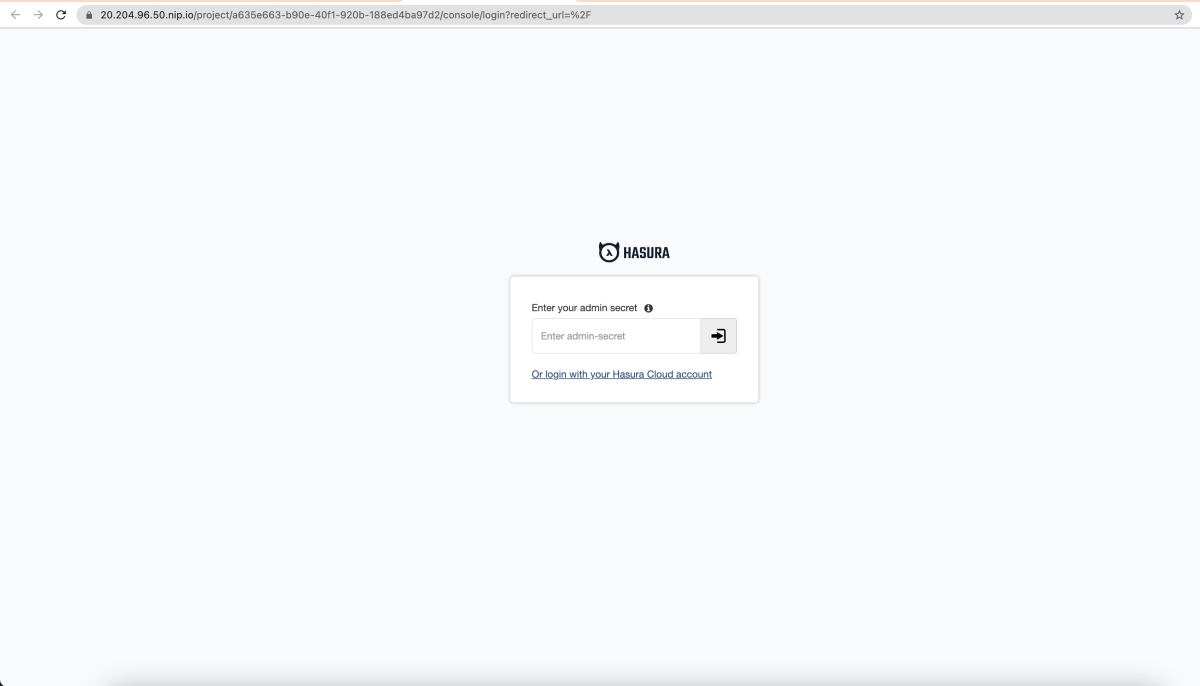 20.204.96.50.nip.io/project/a635e663-b90e-40f1-920b-188ed4ba97d2/console/login?redirect_url=%2F
HASURA
Enter your admin secret
Enter admin-secret
Or login with your Hasura Cloud account